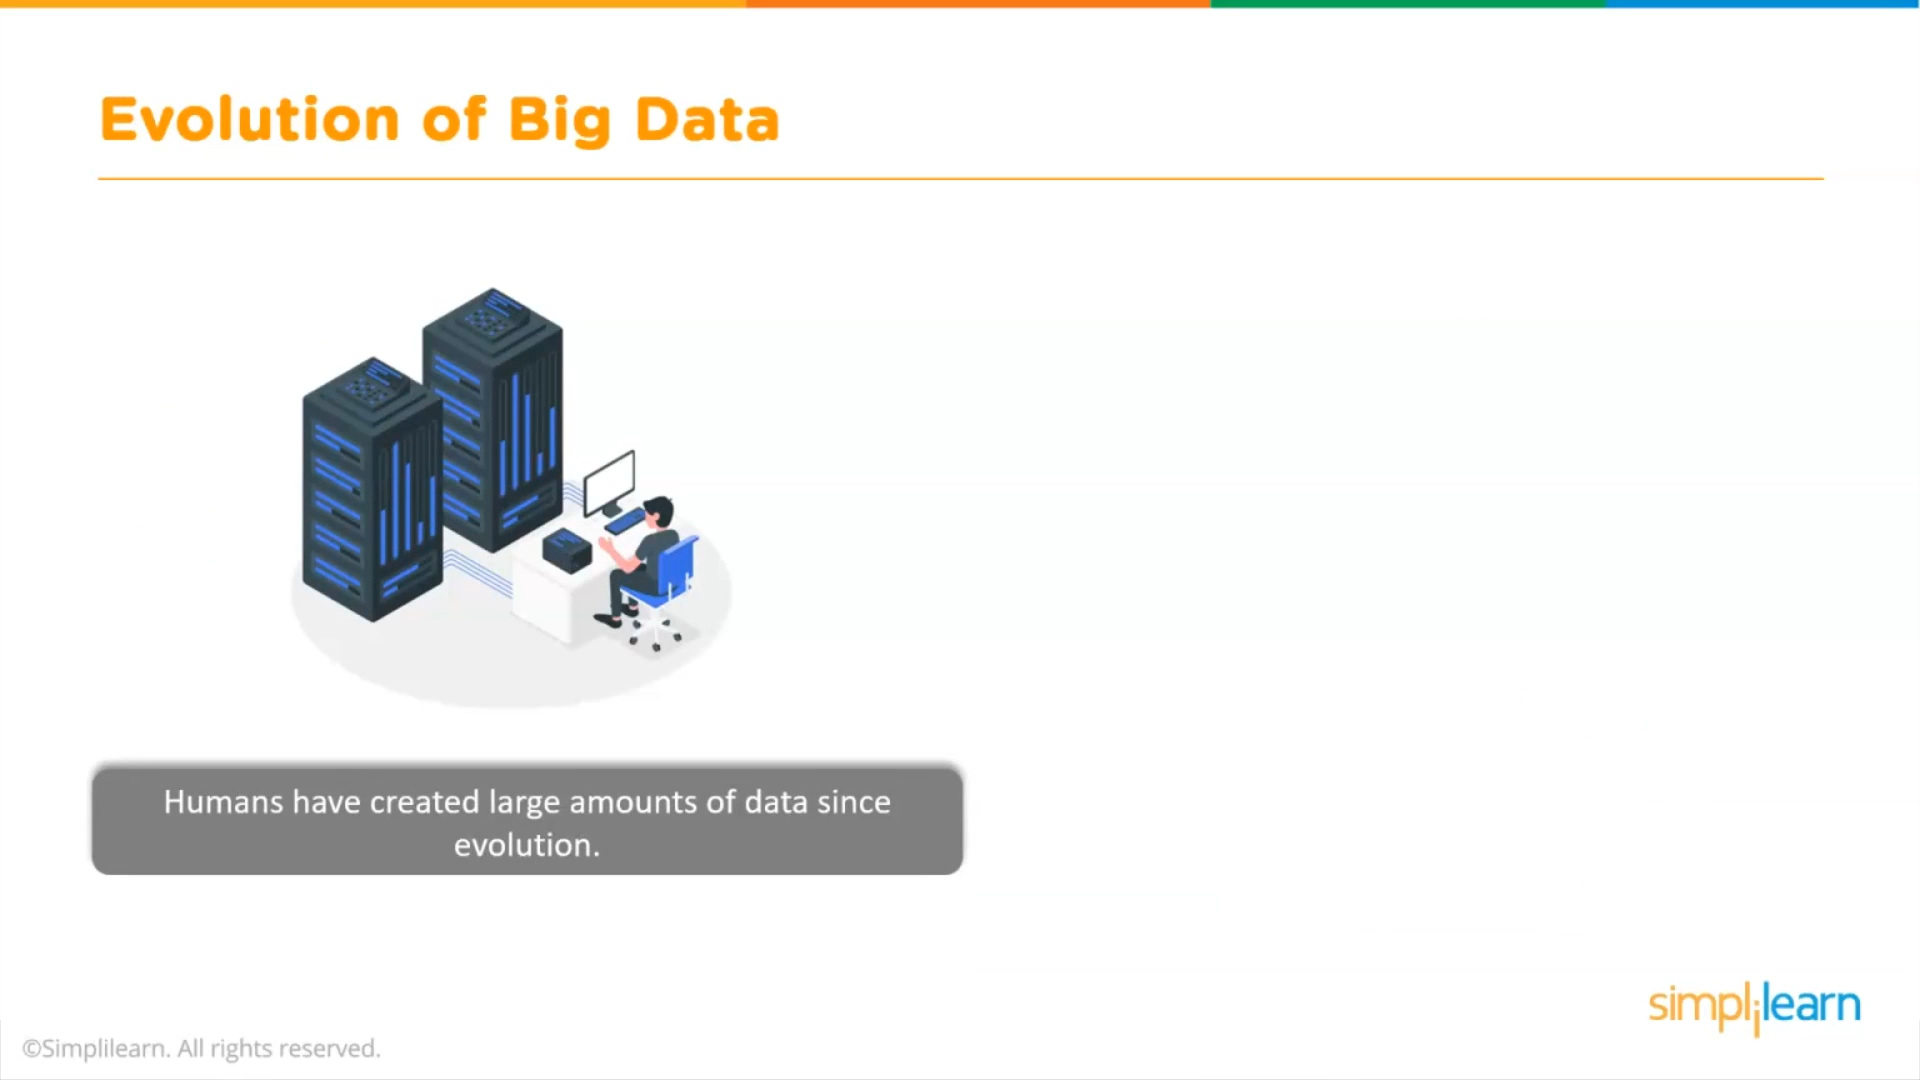 Evolution of Big Data
Humans have created large amounts of data since
evolution.
simplilearn
©Simplilearn. All rights reserved.